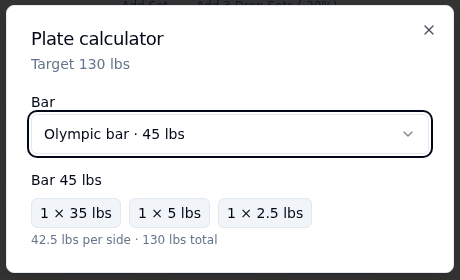 Plate calculator
Target 130 lbs
Bar
Olympic bar · 45 lbs
Bar 45 lbs
1 × 35 lbs 1 × 5 lbs 1 × 2.5 lbs
42.5 lbs per side · 130 lbs total